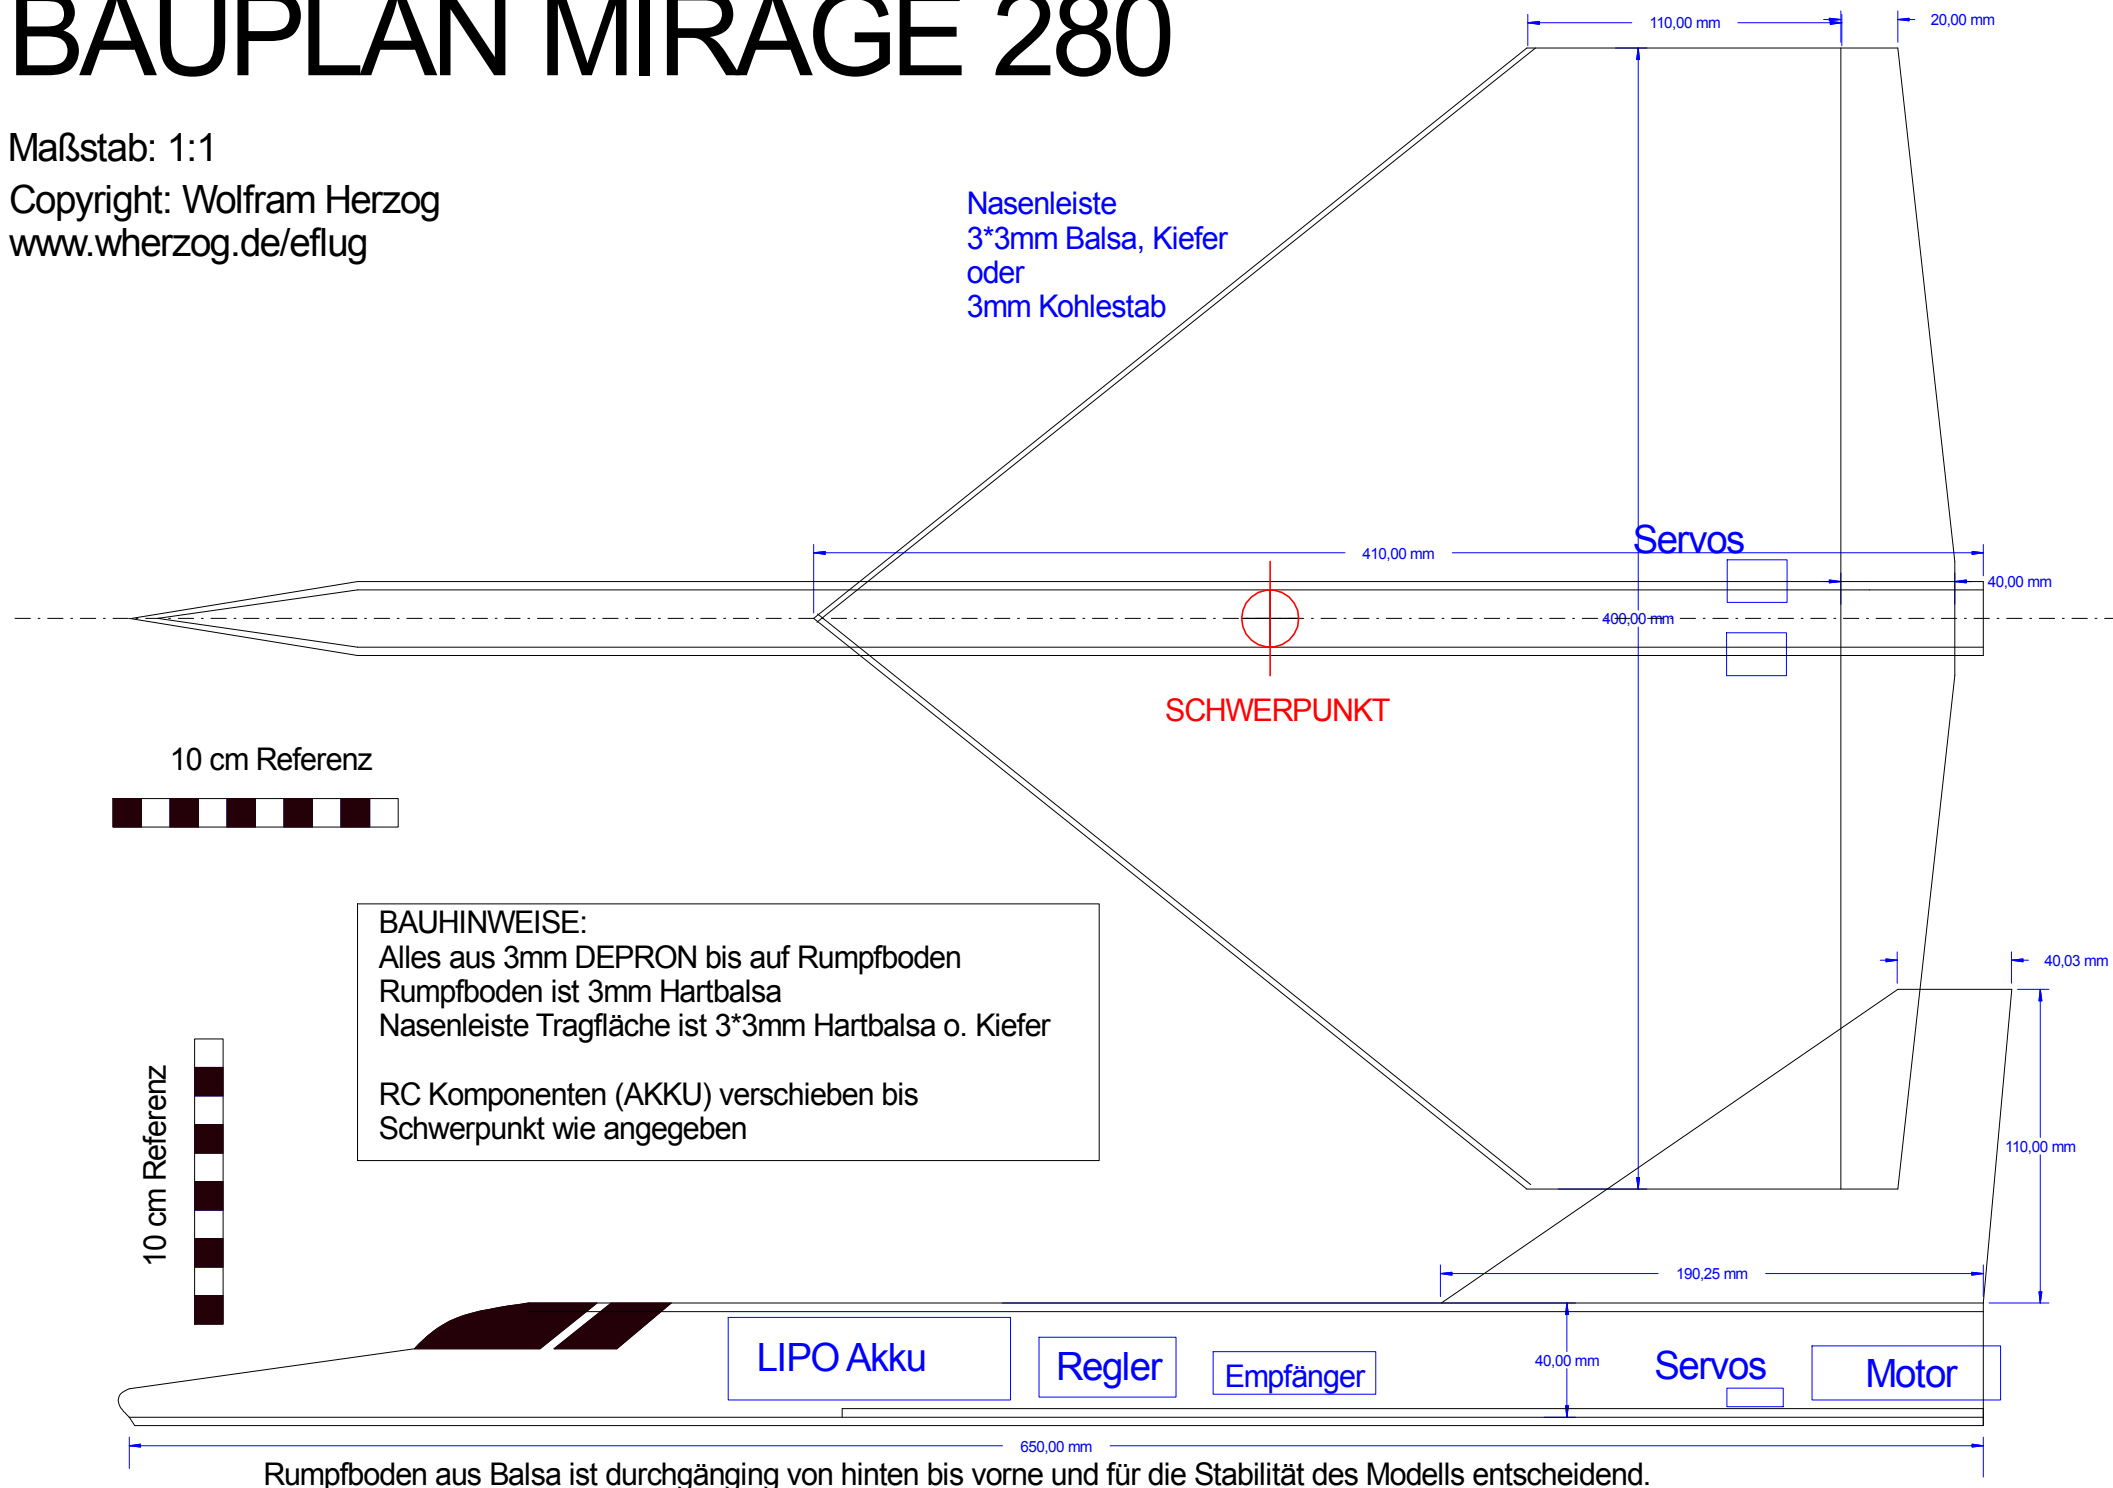 BAUPLAN MIRAGE 280
110,00 mm
20,00 mm
Maßstab: 1:1
Copyright: Wolfram Herzog
www.wherzog.de/eflug
Nasenleiste
3*3mm Balsa, Kiefer
oder
3mm Kohlestab
Servos
410,00 mm
40,00 mm
400,00 mm
SCHWERPUNKT
10 cm Referenz
BAUHINWEISE:
Alles aus 3mm DEPRON bis auf Rumpfboden
Rumpfboden ist 3mm Hartbalsa
Nasenleiste Tragfläche ist 3*3mm Hartbalsa o. Kiefer
RC Komponenten (AKKU) verschieben bis
Schwerpunkt wie angegeben
40,03 mm
10 cm Referenz
110,00 mm
190,25 mm
LIPO Akku
Regler
Empfänger
40,00 mm
Servos
Motor
650,00 mm
Rumpfboden aus Balsa ist durchgänging von hinten bis vorne und für die Stabilität des Modells entscheidend.